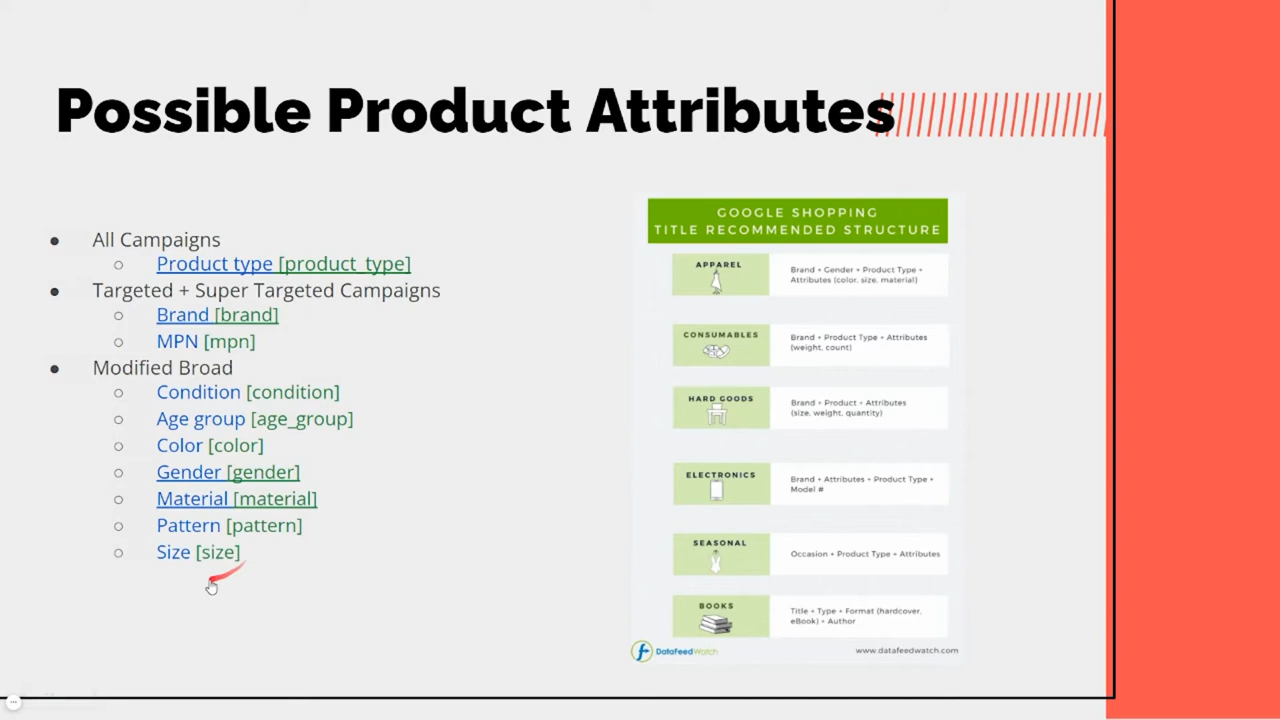 Possible Product Attributes
All Campaigns
Product type [product_type]
Targeted + Super Targeted Campaigns
Brand [brand]
MPN [mpn]
Modified Broad
Condition [condition]
Age group [age_group]
Color [color]
Gender [gender]
Material [material]
Pattern [pattern]
Size [size]
GOOGLE SHOPPING
TITLE RECOMMENDED STRUCTURE
APPAREL
Brand + Gender + Product Type +
Attributes (color, size, material)
CONSUMABLES
Brand + Product Type + Attributes
(weight, count)
HARD GOODS
Brand + Product + Attributes
(size, weight, quantity)
ELECTRONICS
Brand + Attributes + Product Type +
Model #
SEASONAL
Occasion + Product Type + Attributes
BOOKS
Title + Type + Format (hardcover,
eBook) + Author
DataFeedWatch
www.datafeedwatch.com